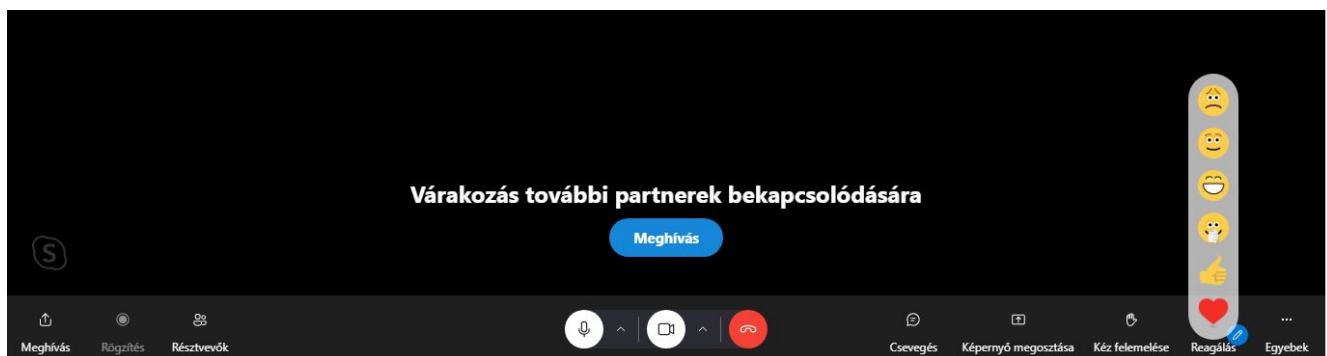 Várakozás további partnerek bekapcsolódására
Meghívás
S
Meghívás
Rögzítés
Résztvevők
Csevegés
Képernyő megosztása
Kéz felemelése
Reagálás
Egyebek